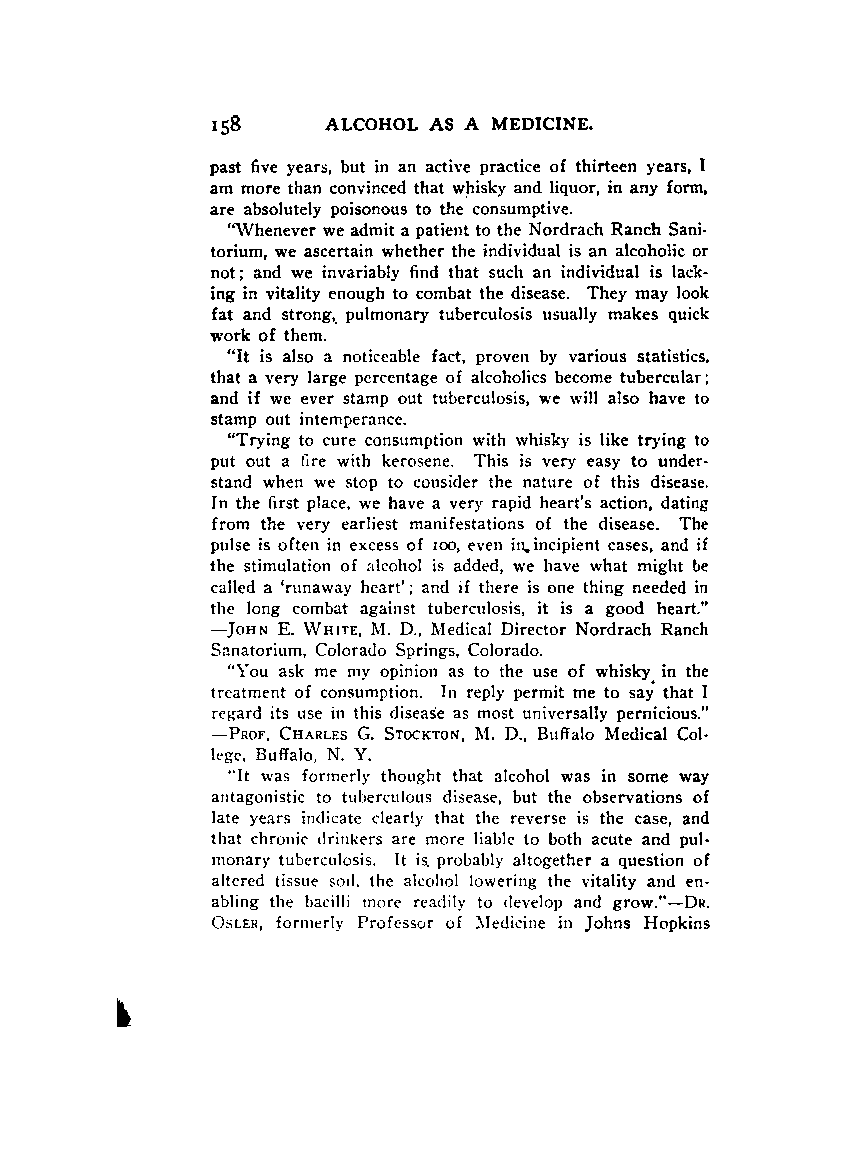 158 ALCOHOL AS A MEDICINE.
past five years, but in an active practice of thirteen years, I
am more than convinced that whisky and liquor, in any form,
are absolutely poisonous to the consumptive.
"Whenever we admit a patient to the Nordrach Ranch Sani-
torium, we ascertain whether the individual is an alcoholic or
not; and we invariably find that such an individual is lack-
ing in vitality enough to combat the disease. They may look
fat and strong, pulmonary tuberculosis usually makes quick
work of them.
"It is also a noticeable fact, proven by various statistics,
that a very large percentage of alcoholics become tubercular;
and if we ever stamp out tuberculosis, we will also have to
stamp out intemperance.
"Trying to cure consumption with whisky is like trying to
put out a fire with kerosene. This is very easy to under-
stand when we stop to consider the nature of this disease.
In the first place, we have a very rapid heart's action, dating
from the very earliest manifestations of the disease. The
pulse is often in excess of 100, even in incipient cases, and if
the stimulation of alcohol is added, we have what might be
called a 'runaway heart'; and if there is one thing needed in
the long combat against tuberculosis, it is a good heart."
—JOHN E. WHITE, M. D., Medical Director Nordrach Ranch
Sanatorium, Colorado Springs, Colorado.
"You ask me my opinion as to the use of whisky in the
treatment of consumption. In reply permit me to say that I
regard its use in this disease as most universally pernicious."
—PROF. CHARLES G. STOCKTON, M. D., Buffalo Medical Col-
lege, Buffalo, N. Y.
"It was formerly thought that alcohol was in some way
antagonistic to tuberculous disease, but the observations of
late years indicate clearly that the reverse is the case, and
that chronic drinkers are more liable to both acute and pul-
monary tuberculosis. It is probably altogether a question of
altered tissue soil, the alcohol lowering the vitality and en-
abling the bacilli more readily to develop and grow."—DR.
OSLER, formerly Professor of Medicine in Johns Hopkins